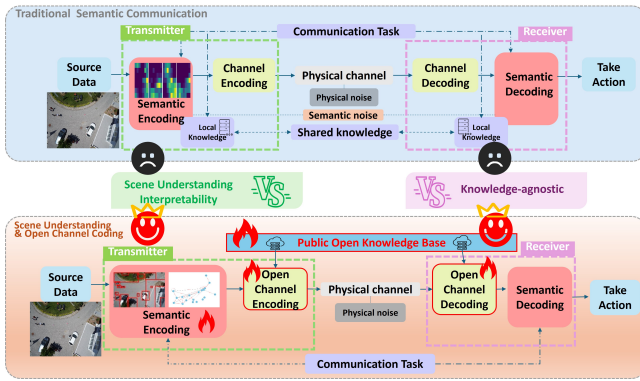 Traditional Semantic Communication
Transmitter
Communication Task
Receiver
Source
Data
Semantic
Encoding
Channel
Encoding
Physical channel
Physical noise
Semantic noise
Channel
Decoding
Semantic
Decoding
Take
Action
Local
Knowledge
Shared knowledge
Local
Knowledge
Scene Understanding
Interpretability
VS
VS
Knowledge-agnostic
Scene Understanding
& Open Channel Coding
Transmitter
Public Open Knowledge Base
Receiver
Source
Data
Semantic
Encoding
Open
Channel
Encoding
Physical channel
Physical noise
Open
Channel
Decoding
Semantic
Decoding
Take
Action
Communication Task